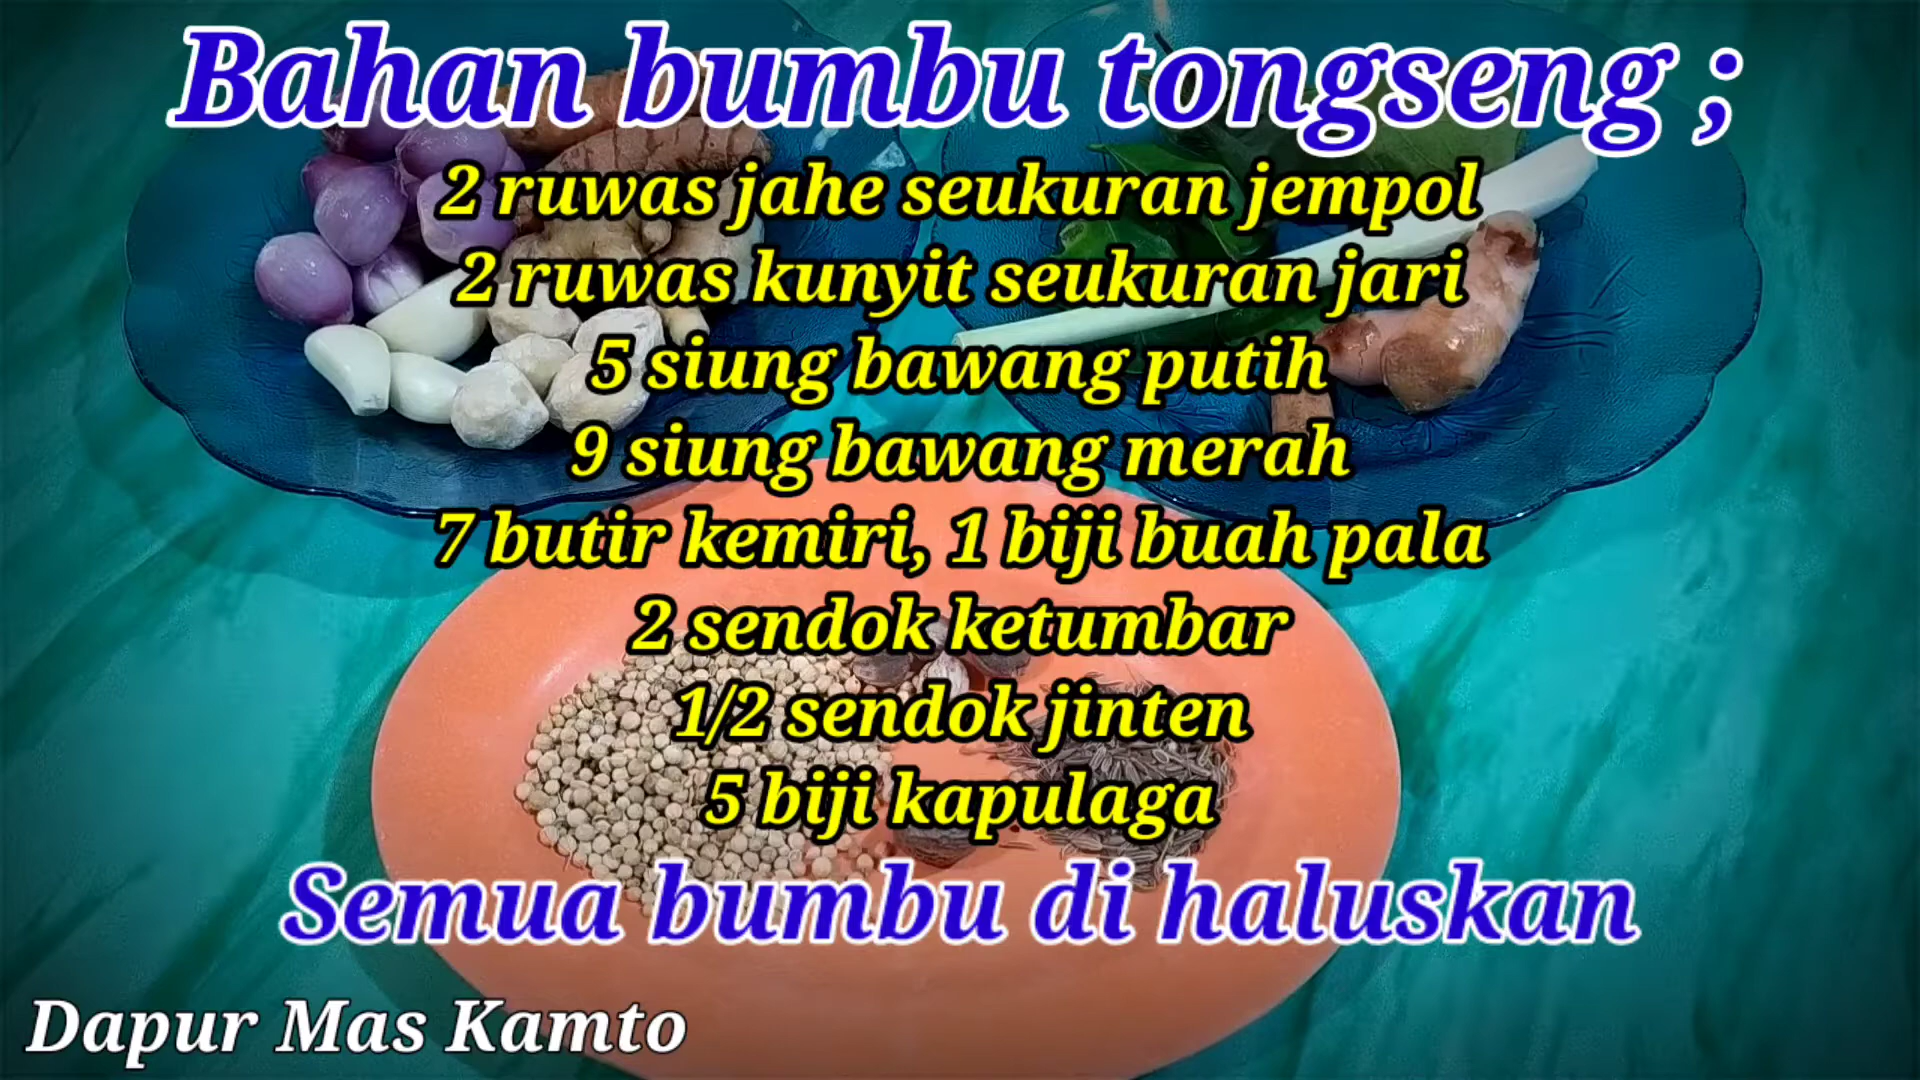 Bahan bumbu tongseng ;
2 ruwas jahe seukuran jempol
2 ruwas kunyit seukuran jari
5 siung bawang putih
9 siung bawang merah
7 butir kemiri, 1 biji buah pala
2 sendok ketumbar
1/2 sendok jinten
5 biji kapulaga
Semua bumbu di haluskan
Dapur Mas Kamto